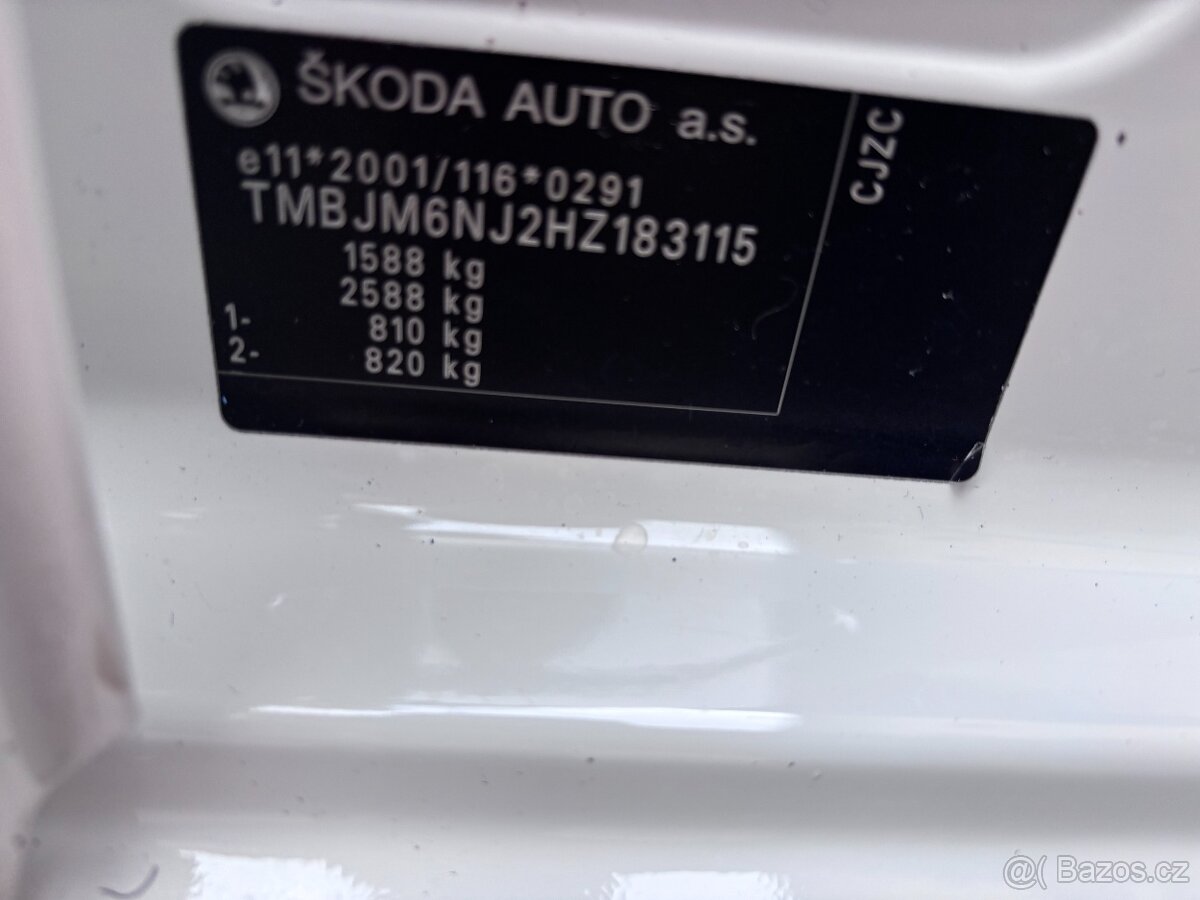 ŠKODA AUTO a.s.
e11*2001/116*0291
TMBJM6NJ2HZ183115
1588 kg
2588 kg
1- 810 kg
2- 820 kg
CJZC
@( Bazoš.cz